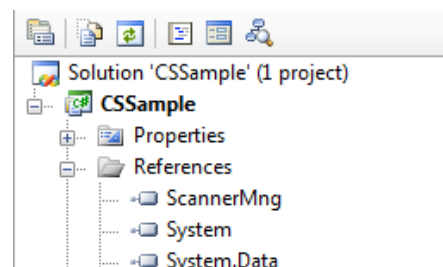 Solution 'CSSample' (1 project)
CSSample
Properties
References
ScannerMng
System
System.Data